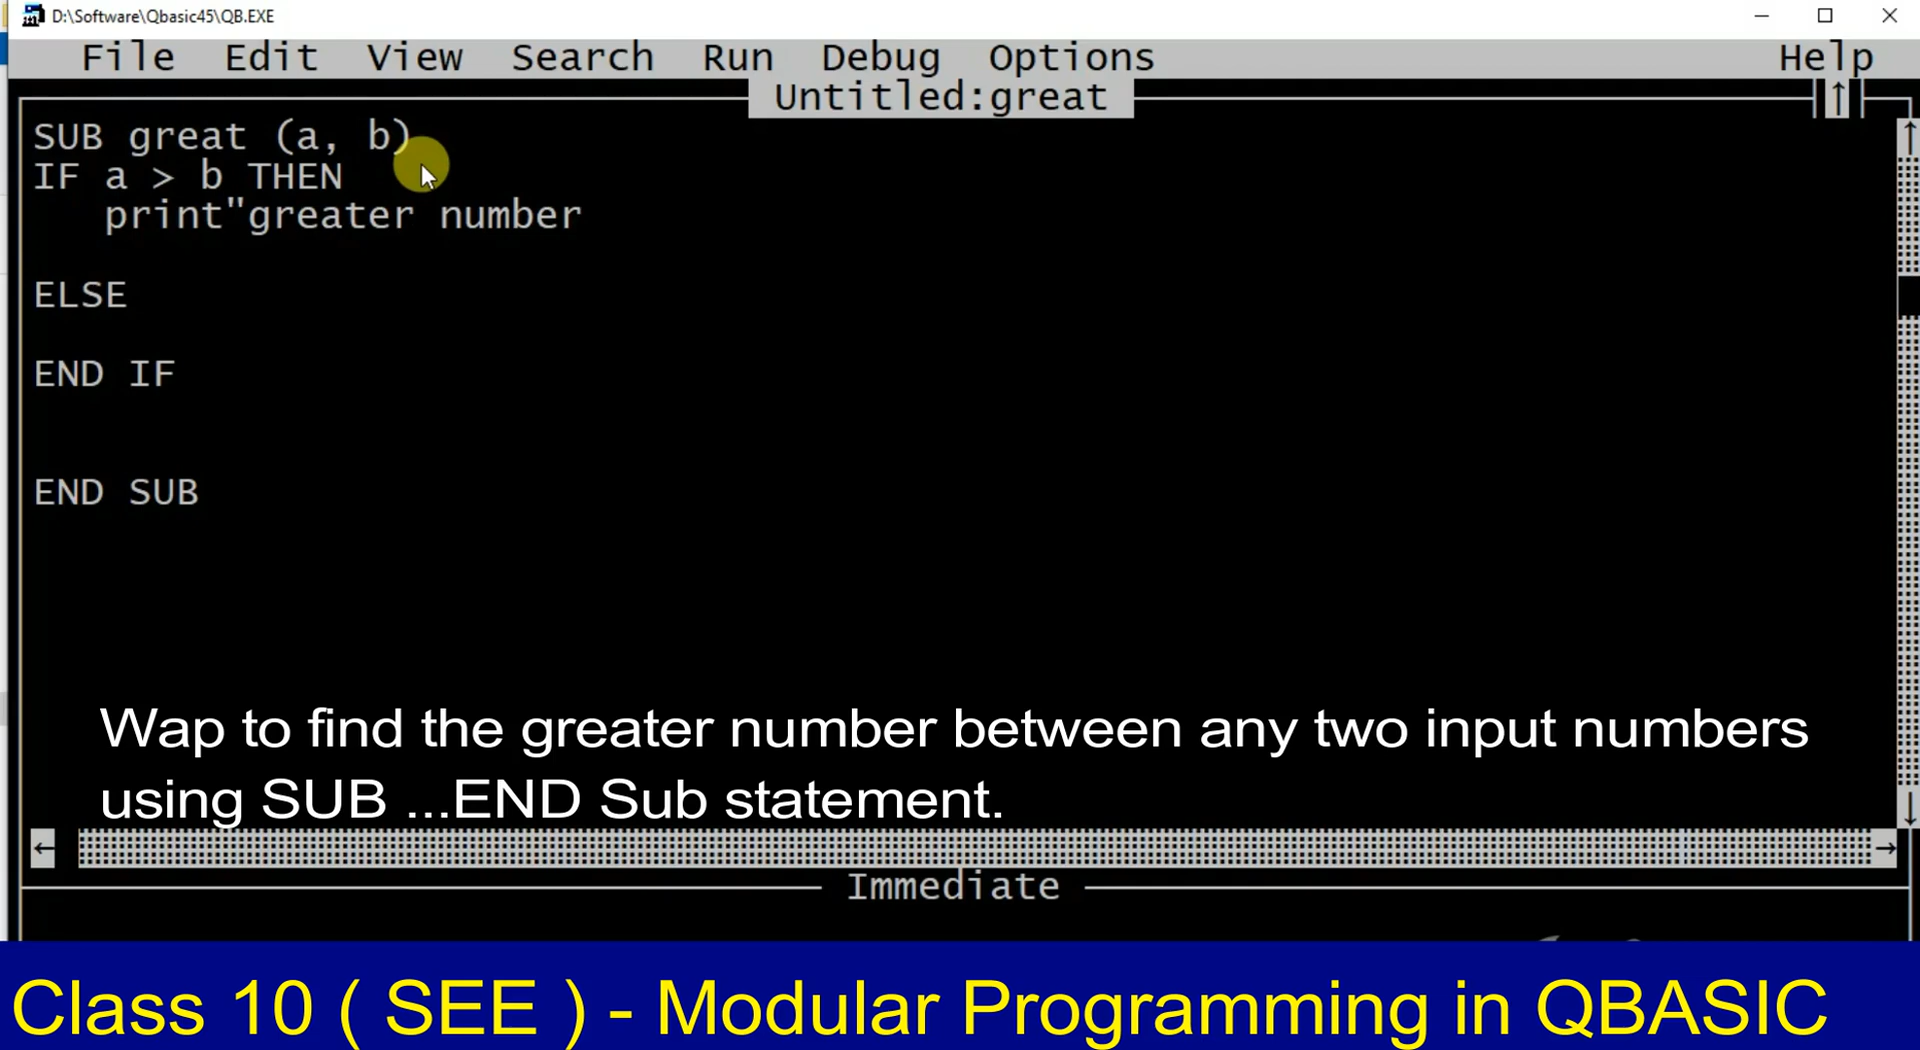 D:\Software\Qbasic45\QB.EXE
File Edit View Search Run Debug Options Help
Untitled:great
SUB great (a, b)
IF a > b THEN
print"greater number
ELSE
END IF
END SUB
Wap to find the greater number between any two input numbers
using SUB ...END Sub statement.
Immediate
Class 10 ( SEE ) - Modular Programming in QBASIC